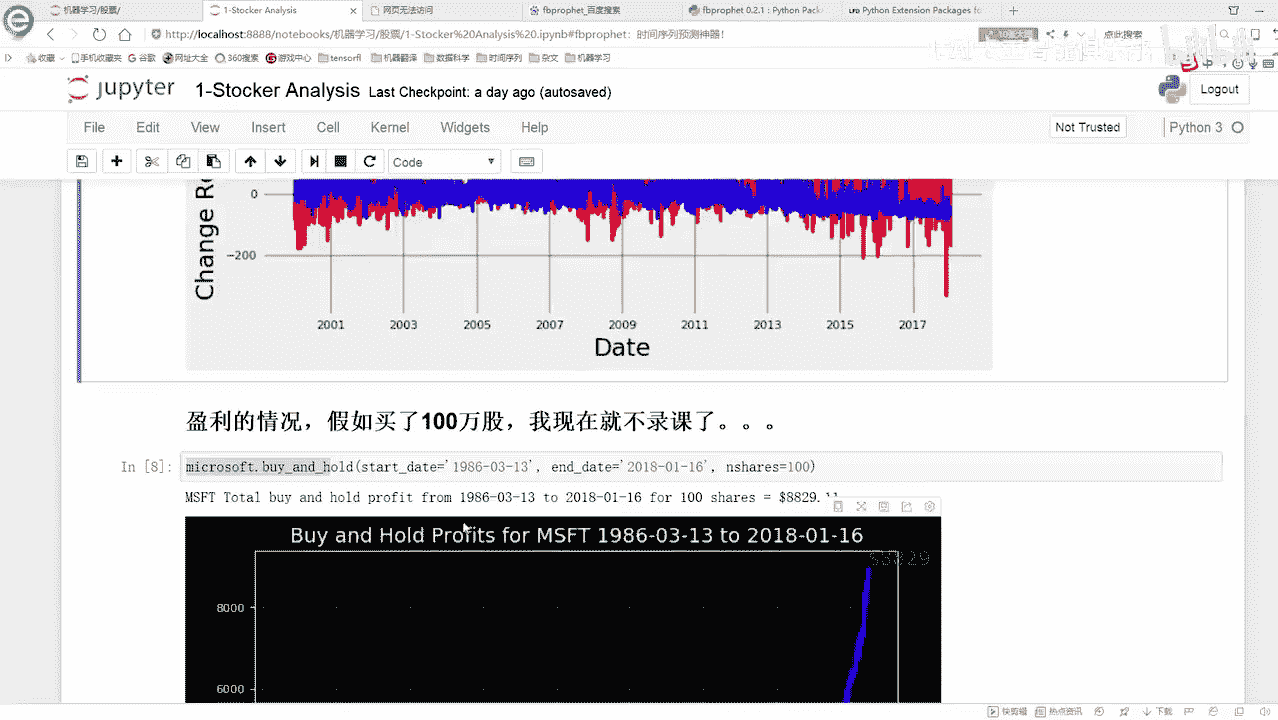 机器学习/股票/ 1-Stocker Analysis 网页无法访问 fbprophet_百度搜索 fbprophet 0.2.1 : Python Pack Python Extension Packages fo
http://localhost:8888/notebooks/机器学习/股票/1-Stocker%20Analysis%20.ipynb#fbprophet：时间序列预测神器! 点此搜索
收藏 手机收藏夹 谷歌 网址大全 360搜索 游戏中心 tensorfl 机器翻译 数据科学 时间序列 杂文 机器学习
jupyter 1-Stocker Analysis Last Checkpoint: a day ago (autosaved) Logout
File Edit View Insert Cell Kernel Widgets Help Not Trusted Python 3
Code
0
-200
Change Re
2001 2003 2005 2007 2009 2011 2013 2015 2017
Date
盈利的情况，假如买了100万股，我现在就不录课了。。。
In [8]: microsoft.buy_and_hold(start_date='1986-03-13', end_date='2018-01-16', nshares=100)
MSFT Total buy and hold profit from 1986-03-13 to 2018-01-16 for 100 shares = $8829.11
Buy and Hold Profits for MSFT 1986-03-13 to 2018-01-16
$8829
8000
6000
快剪辑 热点资讯 下载